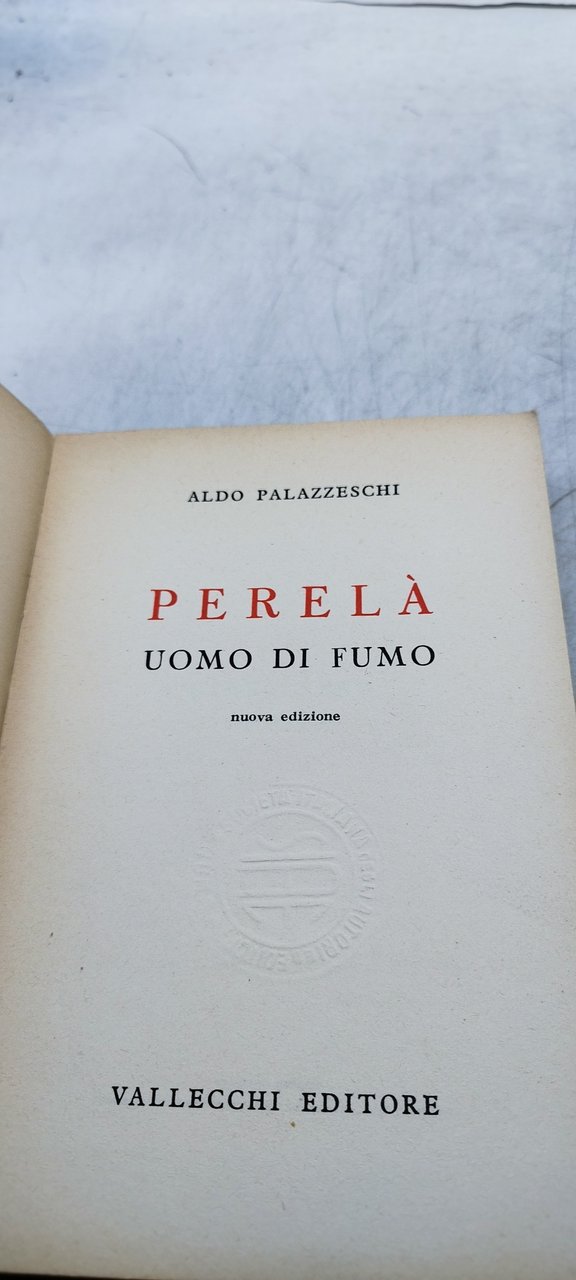 ALDO PALAZZESCHI
PERELÀ
UOMO DI FUMO
nuova edizione
VALLECCHI EDITORE